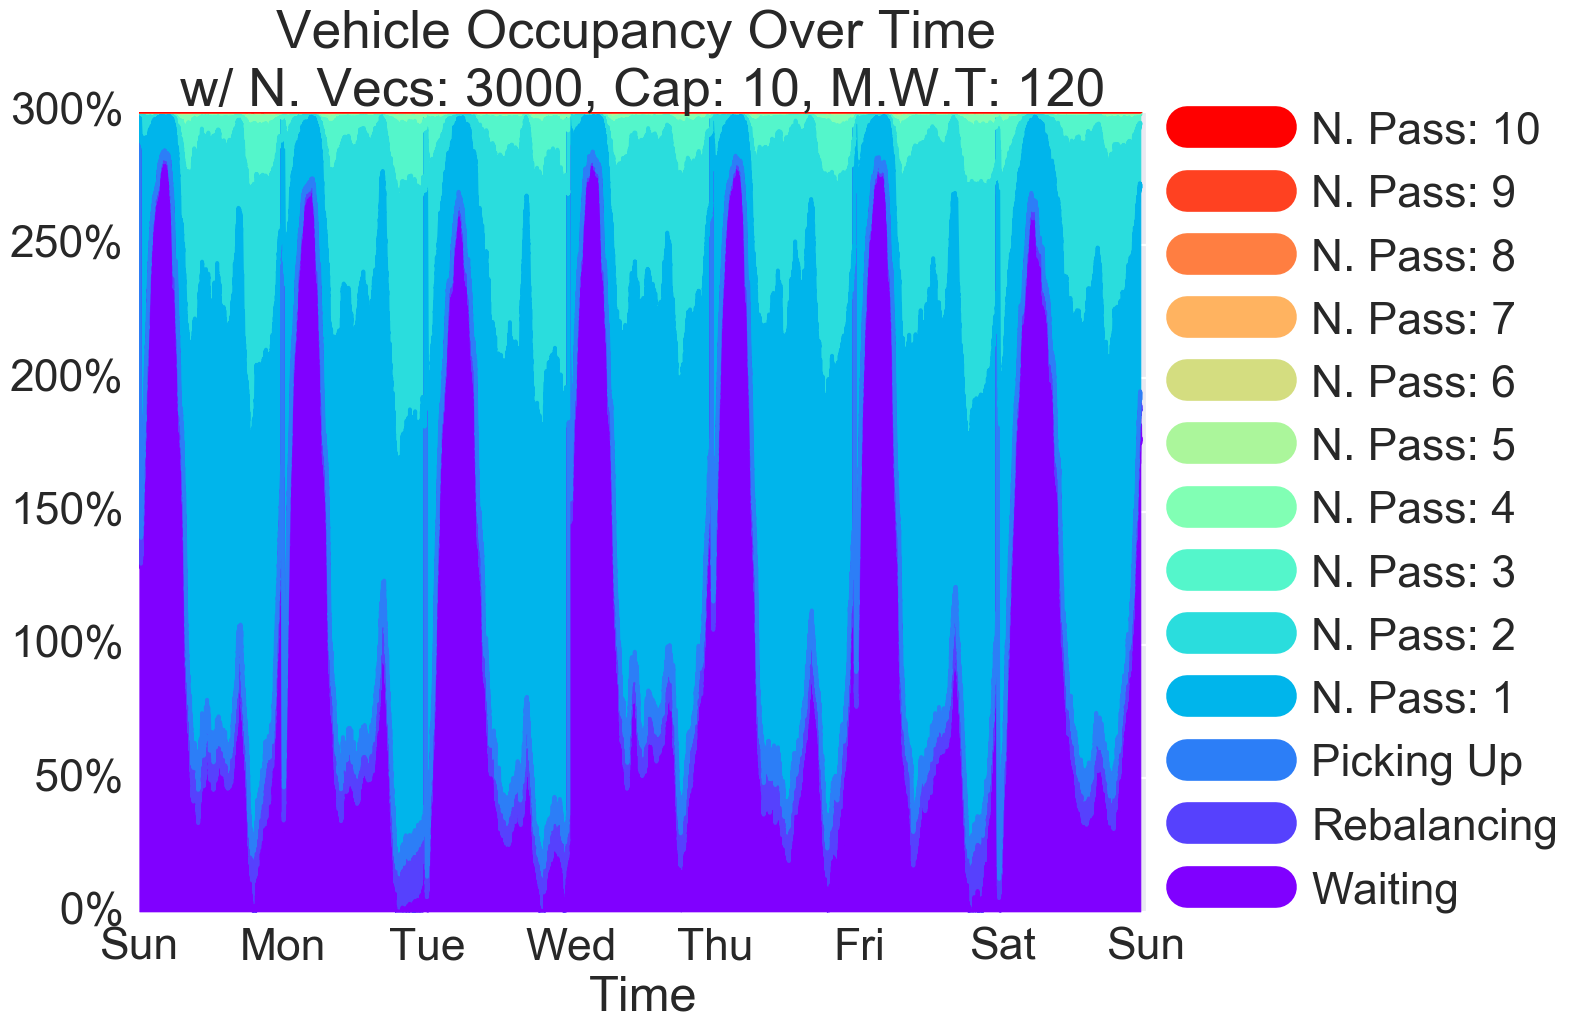 Vehicle Occupancy Over Time
w/ N. Vecs: 3000, Cap: 10, M.W.T: 120
300%
250%
200%
150%
100%
50%
0%
Sun Mon Tue Wed Thu Fri Sat Sun
Time
N. Pass: 10
N. Pass: 9
N. Pass: 8
N. Pass: 7
N. Pass: 6
N. Pass: 5
N. Pass: 4
N. Pass: 3
N. Pass: 2
N. Pass: 1
Picking Up
Rebalancing
Waiting